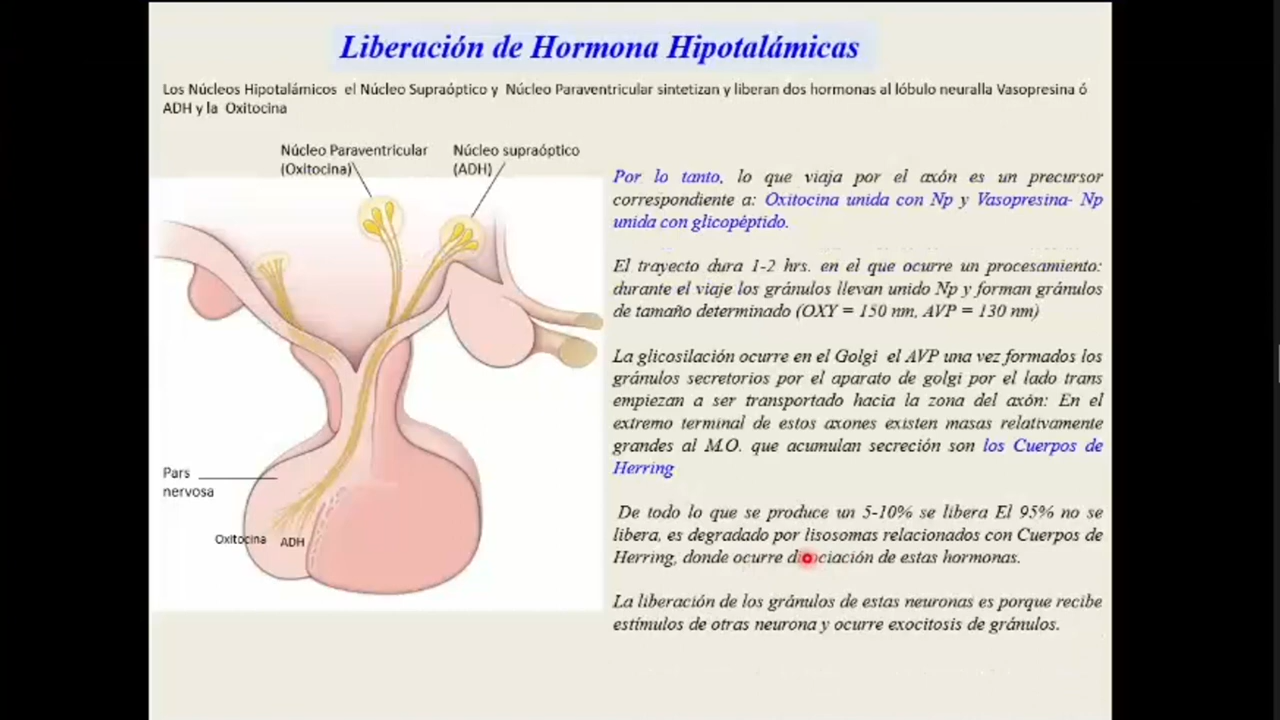 Liberación de Hormona Hipotalámicas
Los Núcleos Hipotalámicos el Núcleo Supraóptico y Núcleo Paraventricular sintetizan y liberan dos hormonas al lóbulo neuralla Vasopresina ó
ADH y la Oxitocina
Núcleo Paraventricular
(Oxitocina)
Núcleo supraóptico
(ADH)
Pars
nervosa
Oxitocina
ADH
Por lo tanto, lo que viaja por el axón es un precursor
correspondiente a: Oxitocina unida con Np y Vasopresina- Np
unida con glicopéptido.
El trayecto dura 1-2 hrs. en el que ocurre un procesamiento:
durante el viaje los gránulos llevan unido Np y forman gránulos
de tamaño determinado (OXY = 150 nm, AVP = 130 nm)
La glicosilación ocurre en el Golgi el AVP una vez formados los
gránulos secretorios por el aparato de golgi por el lado trans
empiezan a ser transportado hacia la zona del axón: En el
extremo terminal de estos axones existen masas relativamente
grandes al M.O. que acumulan secreción son los Cuerpos de
Herring
De todo lo que se produce un 5-10% se libera El 95% no se
libera, es degradado por lisosomas relacionados con Cuerpos de
Herring, donde ocurre de estas hormonas.
La liberación de los gránulos de estas neuronas es porque recibe
estímulos de otras neurona y ocurre exocitosis de gránulos.